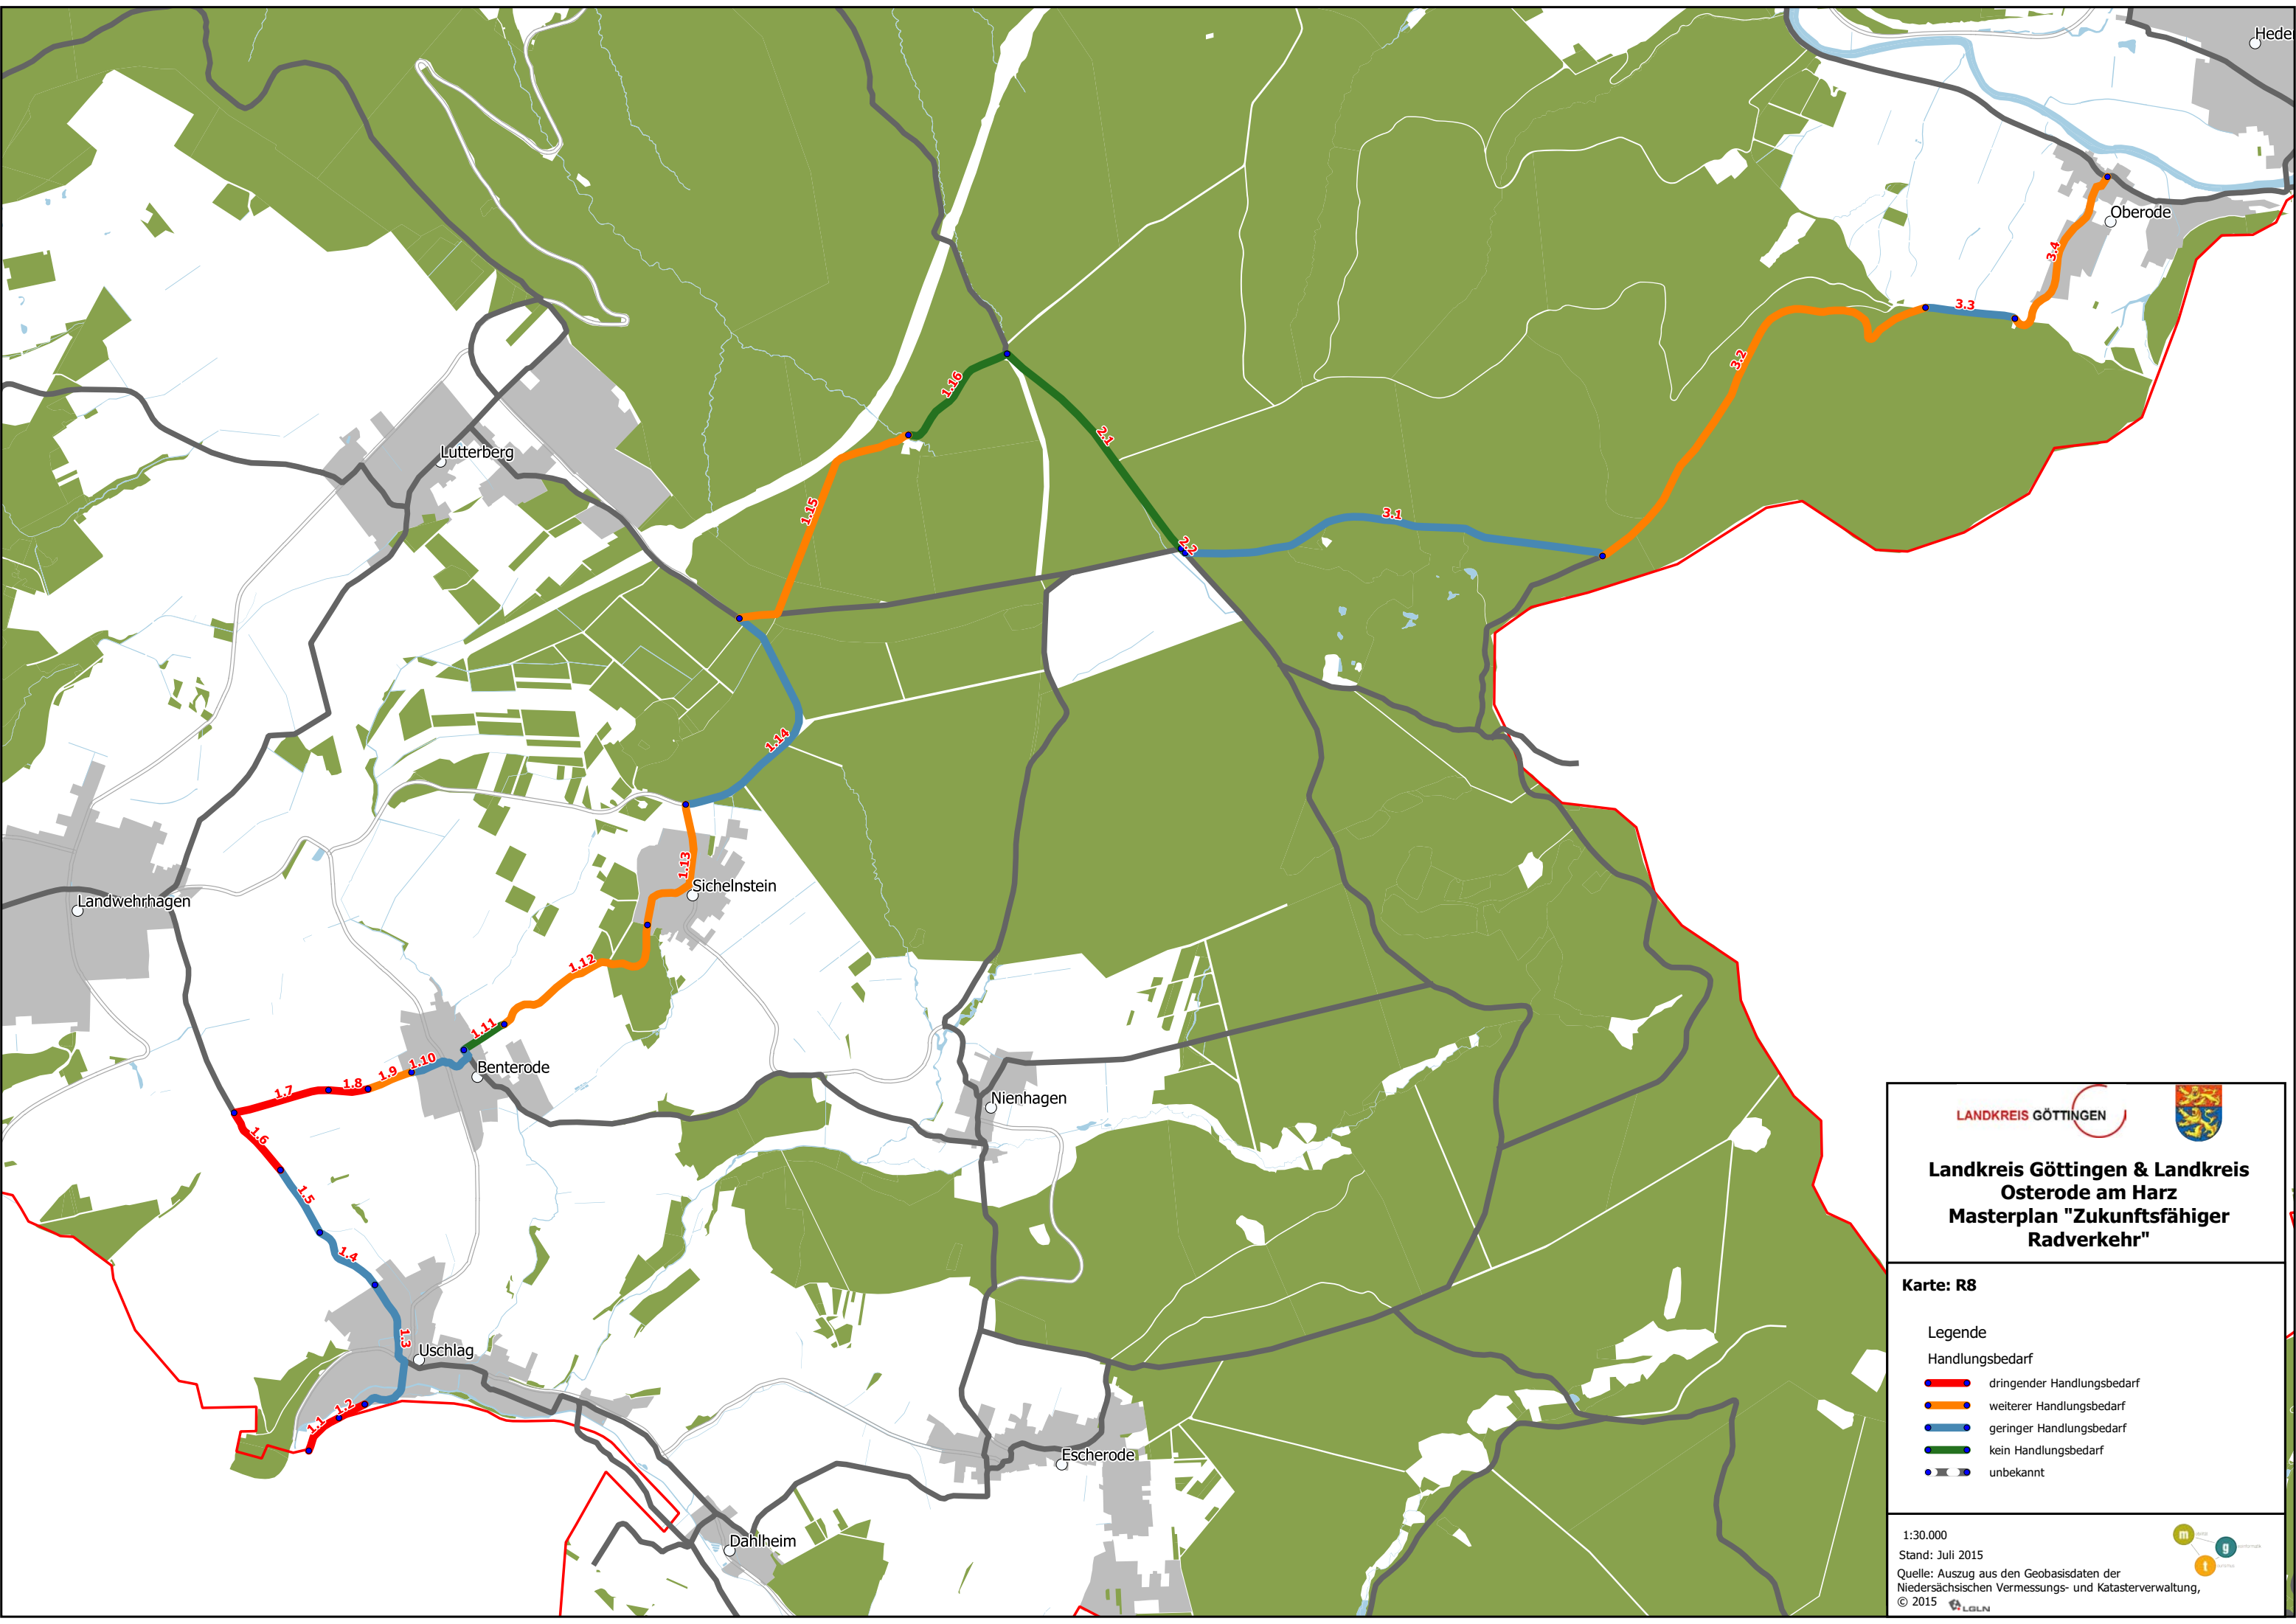 Hede
Oberode
3.4
3.3
3.2
1.16
2.1
Lutterberg
1.15
3.1
2.2
1.14
1.13
Sichelnstein
Landwehrhagen
1.12
1.11
1.10
Benterode
1.9
1.8
1.7
Nienhagen
1.6
1.5
1.4
1.3
Uschlag
1.2
1.1
Escherode
Dahlheim
LANDKREIS GÖTTINGEN
Landkreis Göttingen & Landkreis
Osterode am Harz
Masterplan "Zukunftsfähiger
Radverkehr"
Karte: R8
Legende
Handlungsbedarf
dringender Handlungsbedarf
weiterer Handlungsbedarf
geringer Handlungsbedarf
kein Handlungsbedarf
unbekannt
1:30.000
Stand: Juli 2015
Quelle: Auszug aus den Geobasisdaten der
Niedersächsischen Vermessungs- und Katasterverwaltung,
© 2015 LGLN
m
g
t